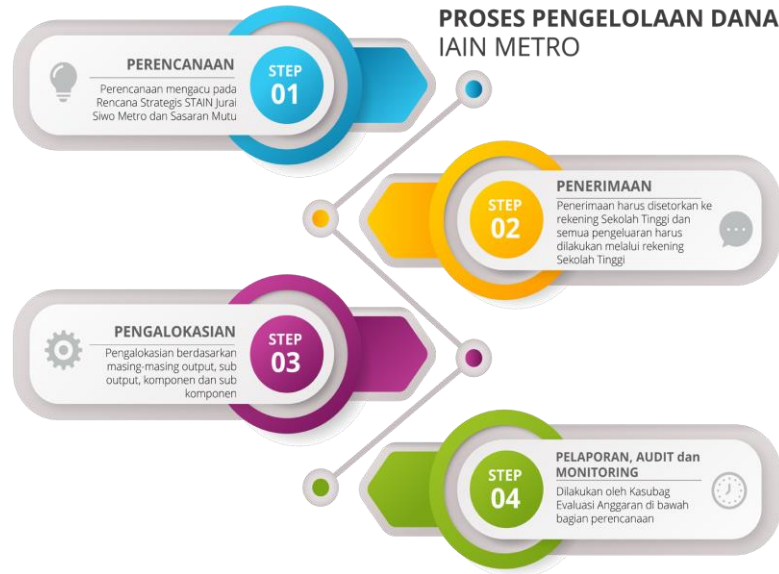 PROSES PENGELOLAAN DANA
IAIN METRO
PERENCANAAN
Perencanaan mengacu pada
Rencana Strategis STAIN Jurai
Siwo Metro dan Sasaran Mutu
STEP
01
STEP
02
PENERIMAAN
Penerimaan harus disetorkan ke
rekening Sekolah Tinggi dan
semua pengeluaran harus
dilakukan melalui rekening
Sekolah Tinggi
PENGALOKASIAN
Pengalokasian berdasarkan
masing-masing output, sub
output, komponen dan sub
komponen
STEP
03
STEP
04
PELAPORAN, AUDIT dan
MONITORING
Dilakukan oleh Kasubag
Evaluasi Anggaran di bawah
bagian perencanaan